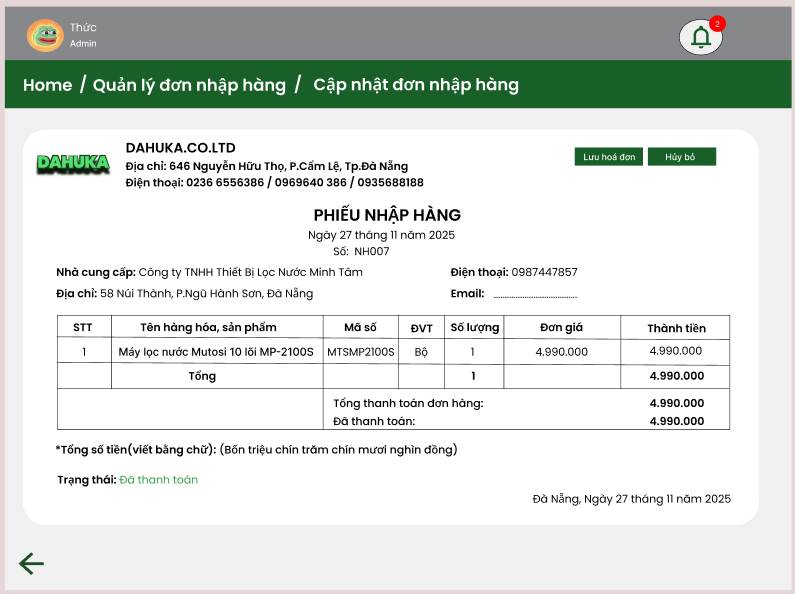 Thức
Admin
2
Home / Quản lý đơn nhập hàng / Cập nhật đơn nhập hàng
DAHUKA
DAHUKA.CO.LTD
Địa chỉ: 646 Nguyễn Hữu Thọ, P.Cẩm Lệ, Tp.Đà Nẵng
Điện thoại: 0236 6556386 / 0969640 386 / 0935688188
Lưu hoá đơn
Hủy bỏ
PHIẾU NHẬP HÀNG
Ngày 27 tháng 11 năm 2025
Số: NH007
Nhà cung cấp: Công ty TNHH Thiết Bị Lọc Nước Minh Tâm
Điện thoại: 0987447857
Địa chỉ: 58 Núi Thành, P.Ngũ Hành Sơn, Đà Nẵng
Email: ......................................
STT Tên hàng hóa, sản phẩm Mã số ĐVT Số lượng Đơn giá Thành tiền
1 Máy lọc nước Mutosi 10 lõi MP-2100S MTSMP2100S Bộ 1 4.990.000 4.990.000
Tổng 1 4.990.000
Tổng thanh toán đơn hàng: 4.990.000
Đã thanh toán: 4.990.000
*Tổng số tiền(viết bằng chữ): (Bốn triệu chín trăm chín mươi nghìn đồng)
Trạng thái: Đã thanh toán
Đà Nẵng, Ngày 27 tháng 11 năm 2025